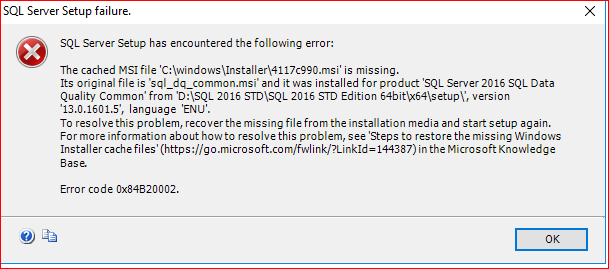 SQL Server Setup failure.
SQL Server Setup has encountered the following error:
The cached MSI file 'C:\windows\Installer\4117c990.msi' is missing.
Its original file is 'sql_dq_common.msi' and it was installed for product 'SQL Server 2016 SQL Data
Quality Common' from 'D:\SQL 2016 STD\SQL 2016 STD Edition 64bit\x64\setup\', version
'13.0.1601.5', language 'ENU'.
To resolve this problem, recover the missing file from the installation media and start setup again.
For more information about how to resolve this problem, see 'Steps to restore the missing Windows
Installer cache files' (https://go.microsoft.com/fwlink/?LinkId=144387) in the Microsoft Knowledge
Base.
Error code 0x84B20002.
OK